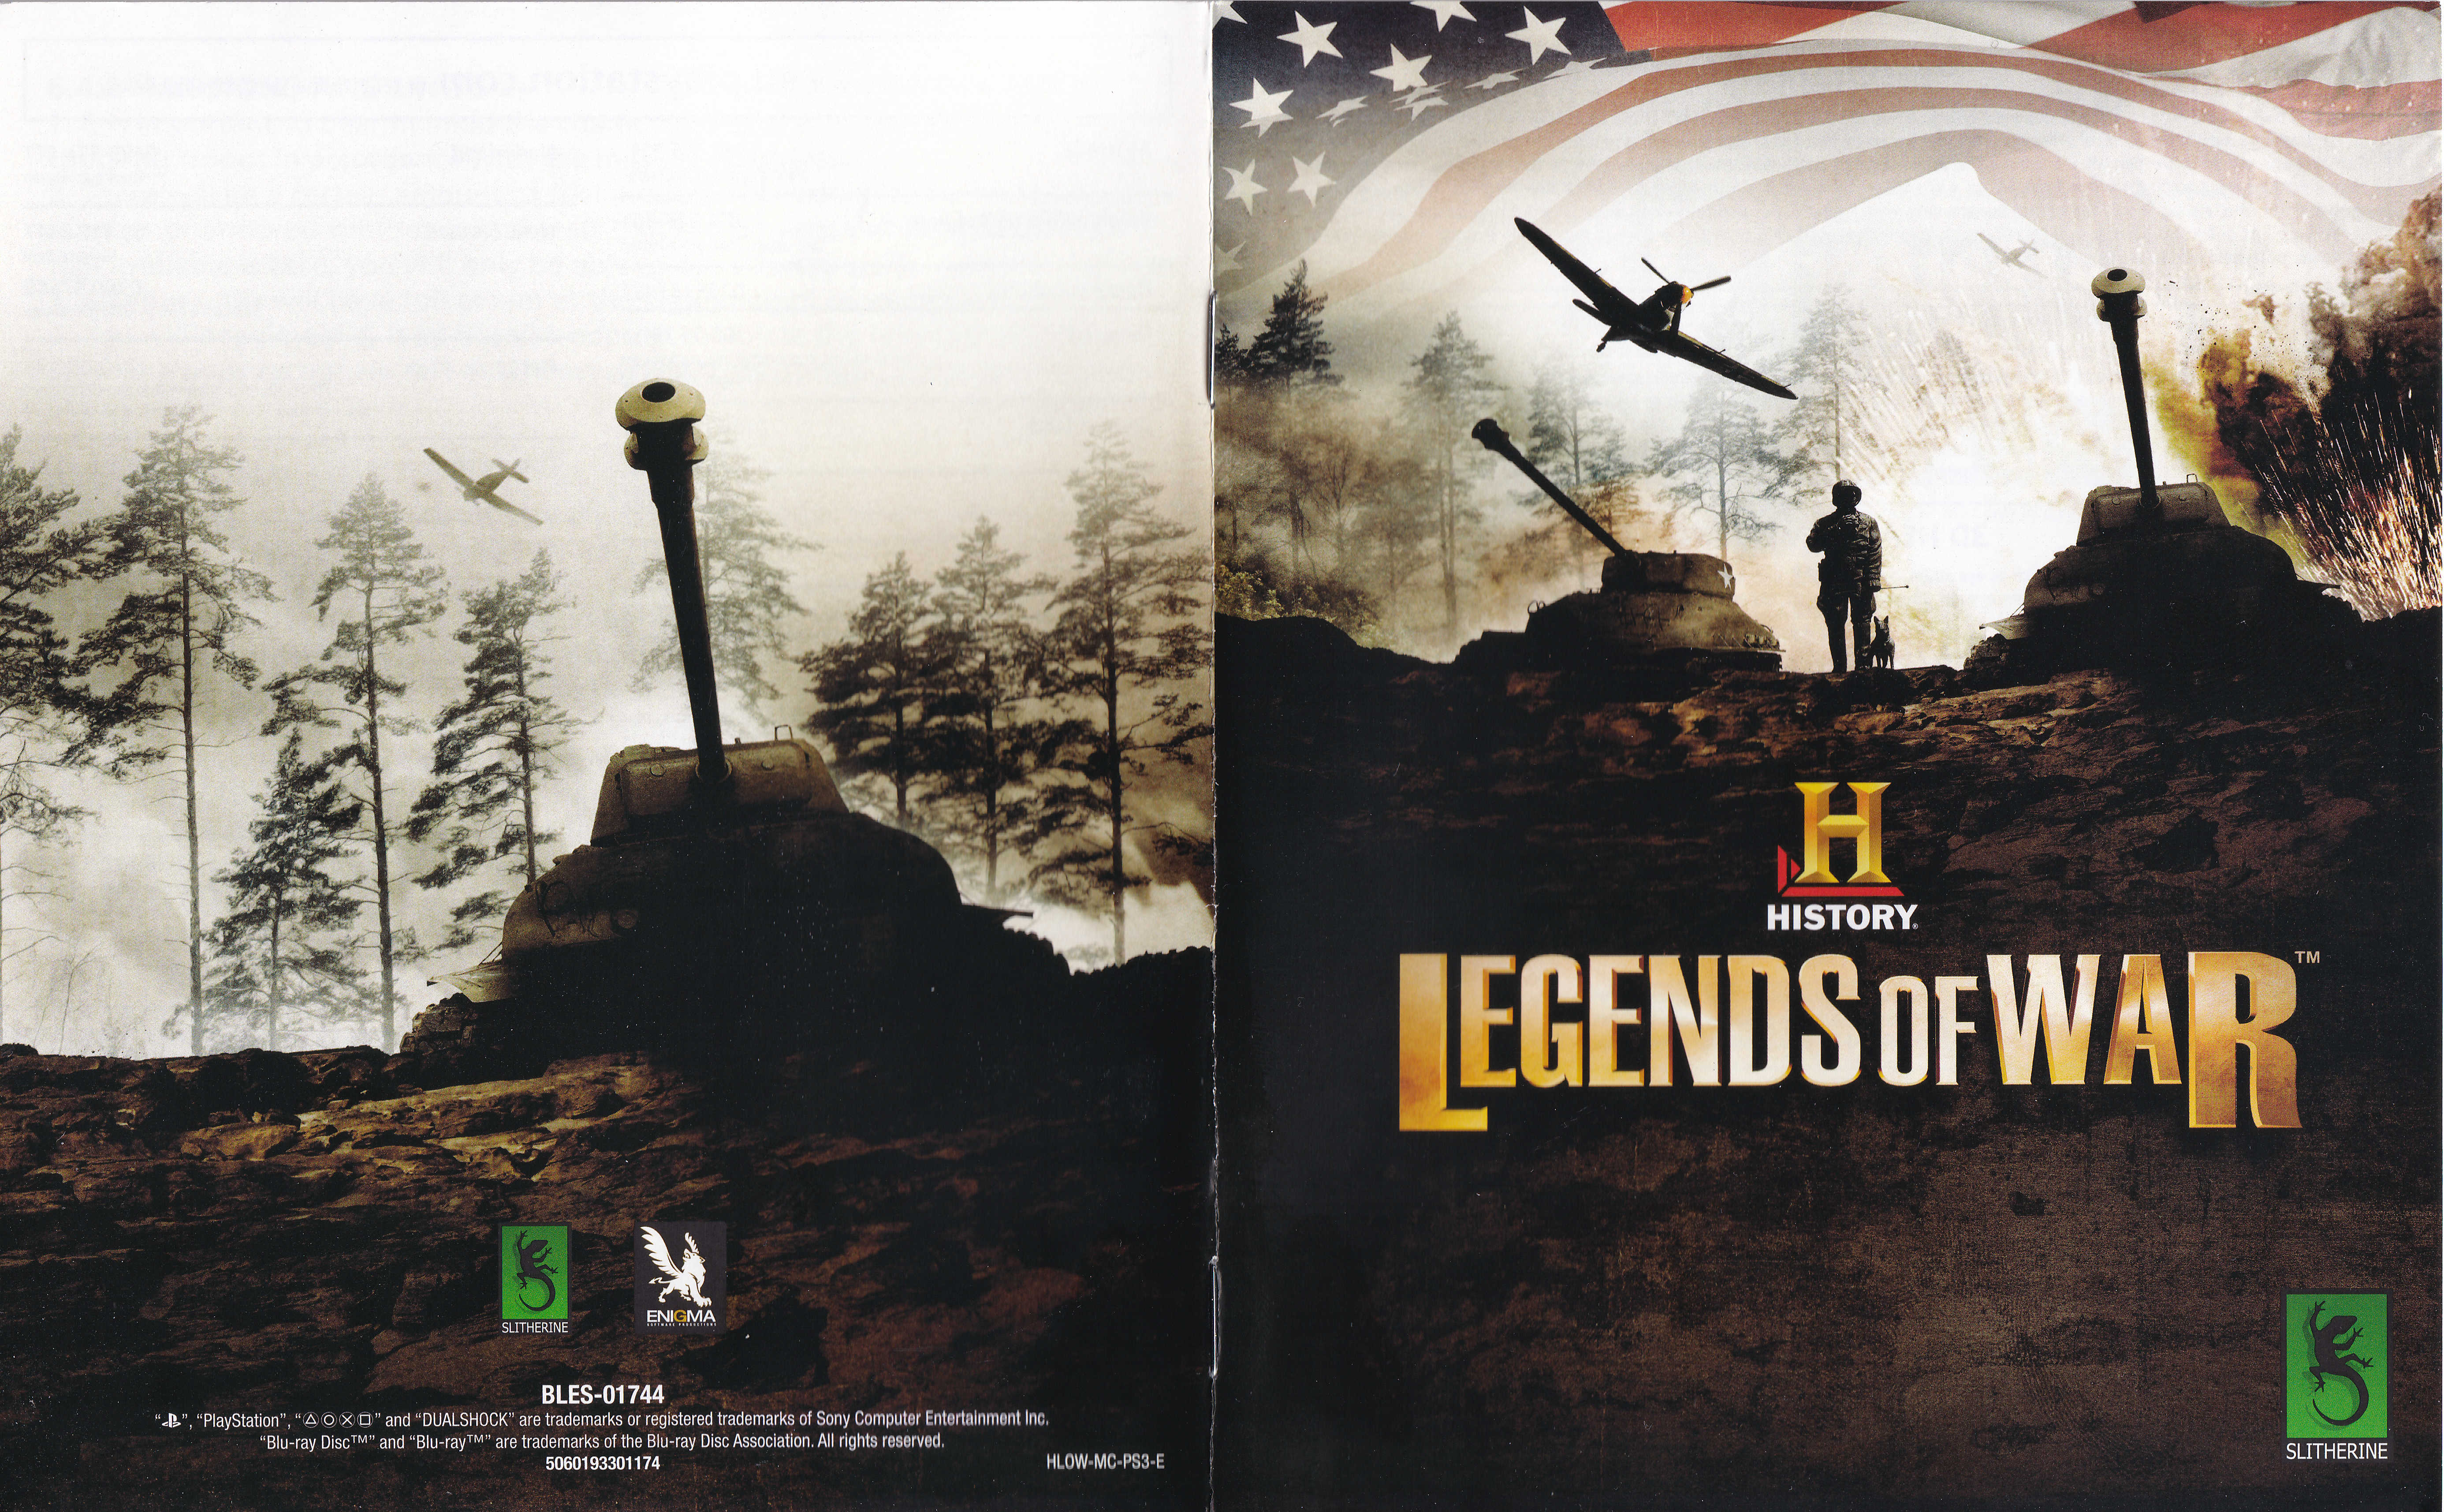 SLITHERINE
ENIGMA
SOFTWARE PRODUCTIONS
BLES-01744
“”, “PlayStation”, “△○✕□” and “DUALSHOCK” are trademarks or registered trademarks of Sony Computer Entertainment Inc.
“Blu-ray Disc™” and “Blu-ray™” are trademarks of the Blu-ray Disc Association. All rights reserved.
5060193301174
HLOW-MC-PS3-E
H
HISTORY®
LEGENDS OF WAR™
SLITHERINE